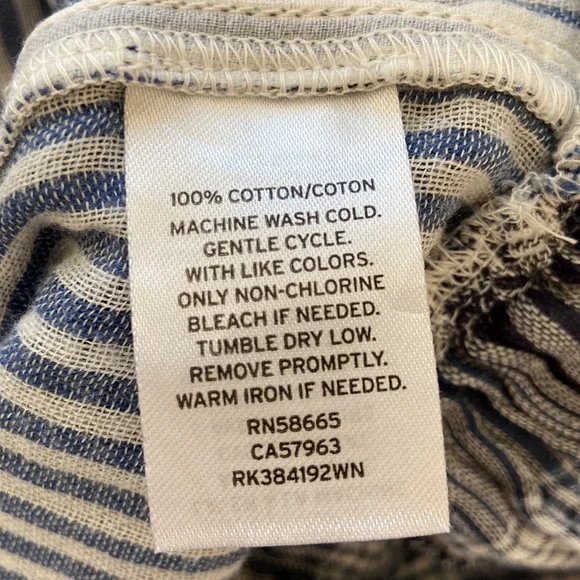 100% COTTON/COTON
MACHINE WASH COLD.
GENTLE CYCLE.
WITH LIKE COLORS.
ONLY NON-CHLORINE
BLEACH IF NEEDED.
TUMBLE DRY LOW.
REMOVE PROMPTLY.
WARM IRON IF NEEDED.
RN58665
CA57963
RK384192WN